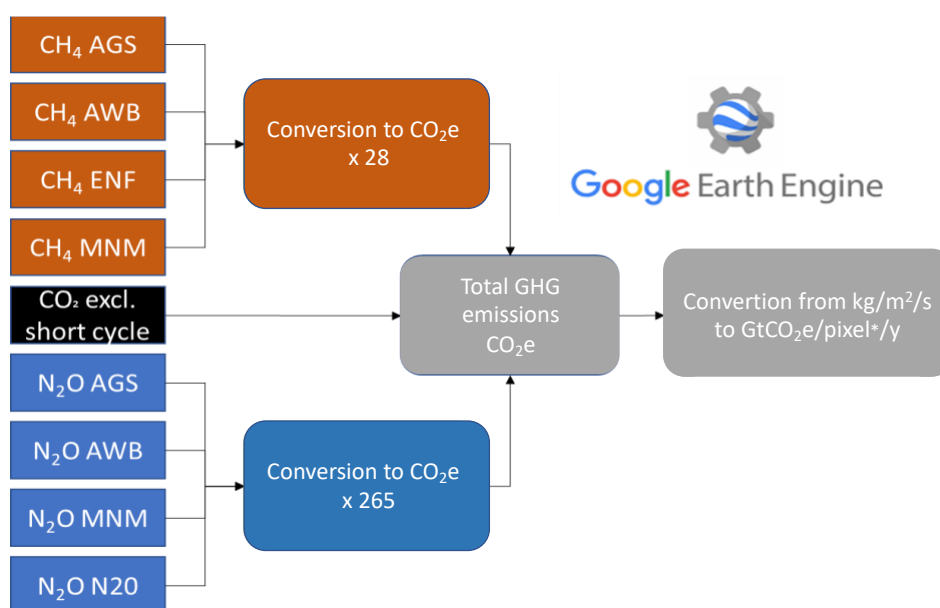 CH₄ AGS
CH₄ AWB
CH₄ ENF
CH₄ MNM
CO₂ excl.
short cycle
N₂O AGS
N₂O AWB
N₂O MNM
N₂O N20
Conversion to CO₂e
x 28
Conversion to CO₂e
x 265
Total GHG
emissions
CO₂e
Google Earth Engine
Convertion from kg/m²/s
to GtCO₂e/pixel*/y